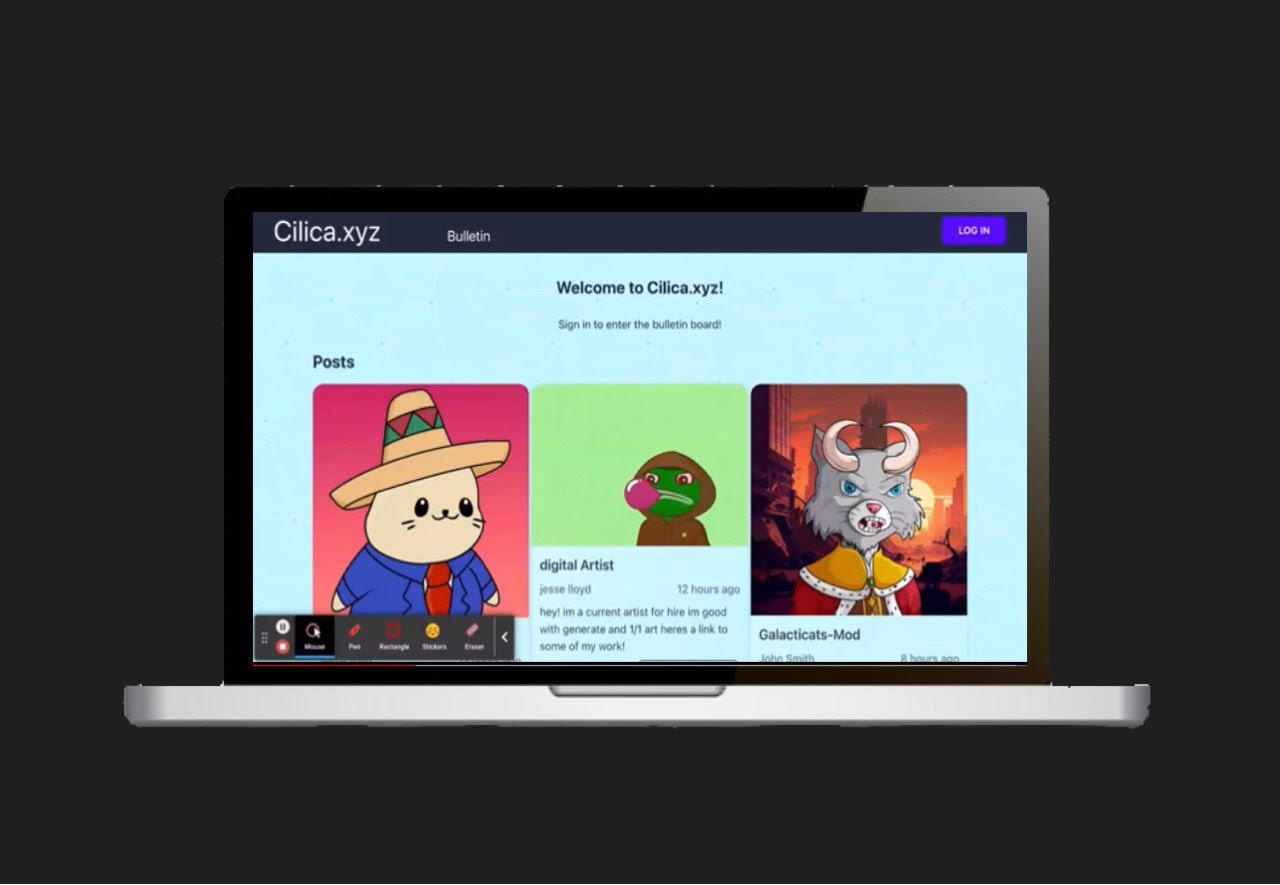 Cilica.xyz
Bulletin
LOG IN
Welcome to Cilica.xyz!
Sign in to enter the bulletin board!
Posts
digital Artist
jesse lloyd
12 hours ago
hey! im a current artist for hire im good
with generate and 1/1 art heres a link to
some of my work!
Galacticats-Mod
John Smith
8 hours ago
Mouse
Pen
Rectangle
Stickers
Eraser